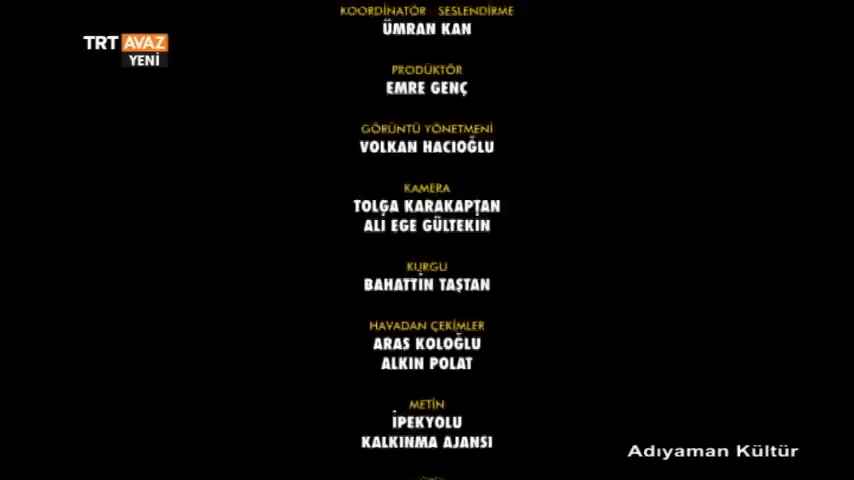 KOORDİNATÖR SESLENDİRME
ÜMRAN KAN
TRT AVAZ
YENİ
PRODÜKTÖR
EMRE GENÇ
GÖRÜNTÜ YÖNETMENİ
VOLKAN HACIOĞLU
KAMERA
TOLGA KARAKAPTAN
ALİ EGE GÜLTEKİN
KURGU
BAHATTİN TAŞTAN
HAVADAN ÇEKİMLER
ARAS KOLOĞLU
ALKIN POLAT
METİN
İPEKYOLU
KALKINMA AJANSI
Adıyaman Kültür